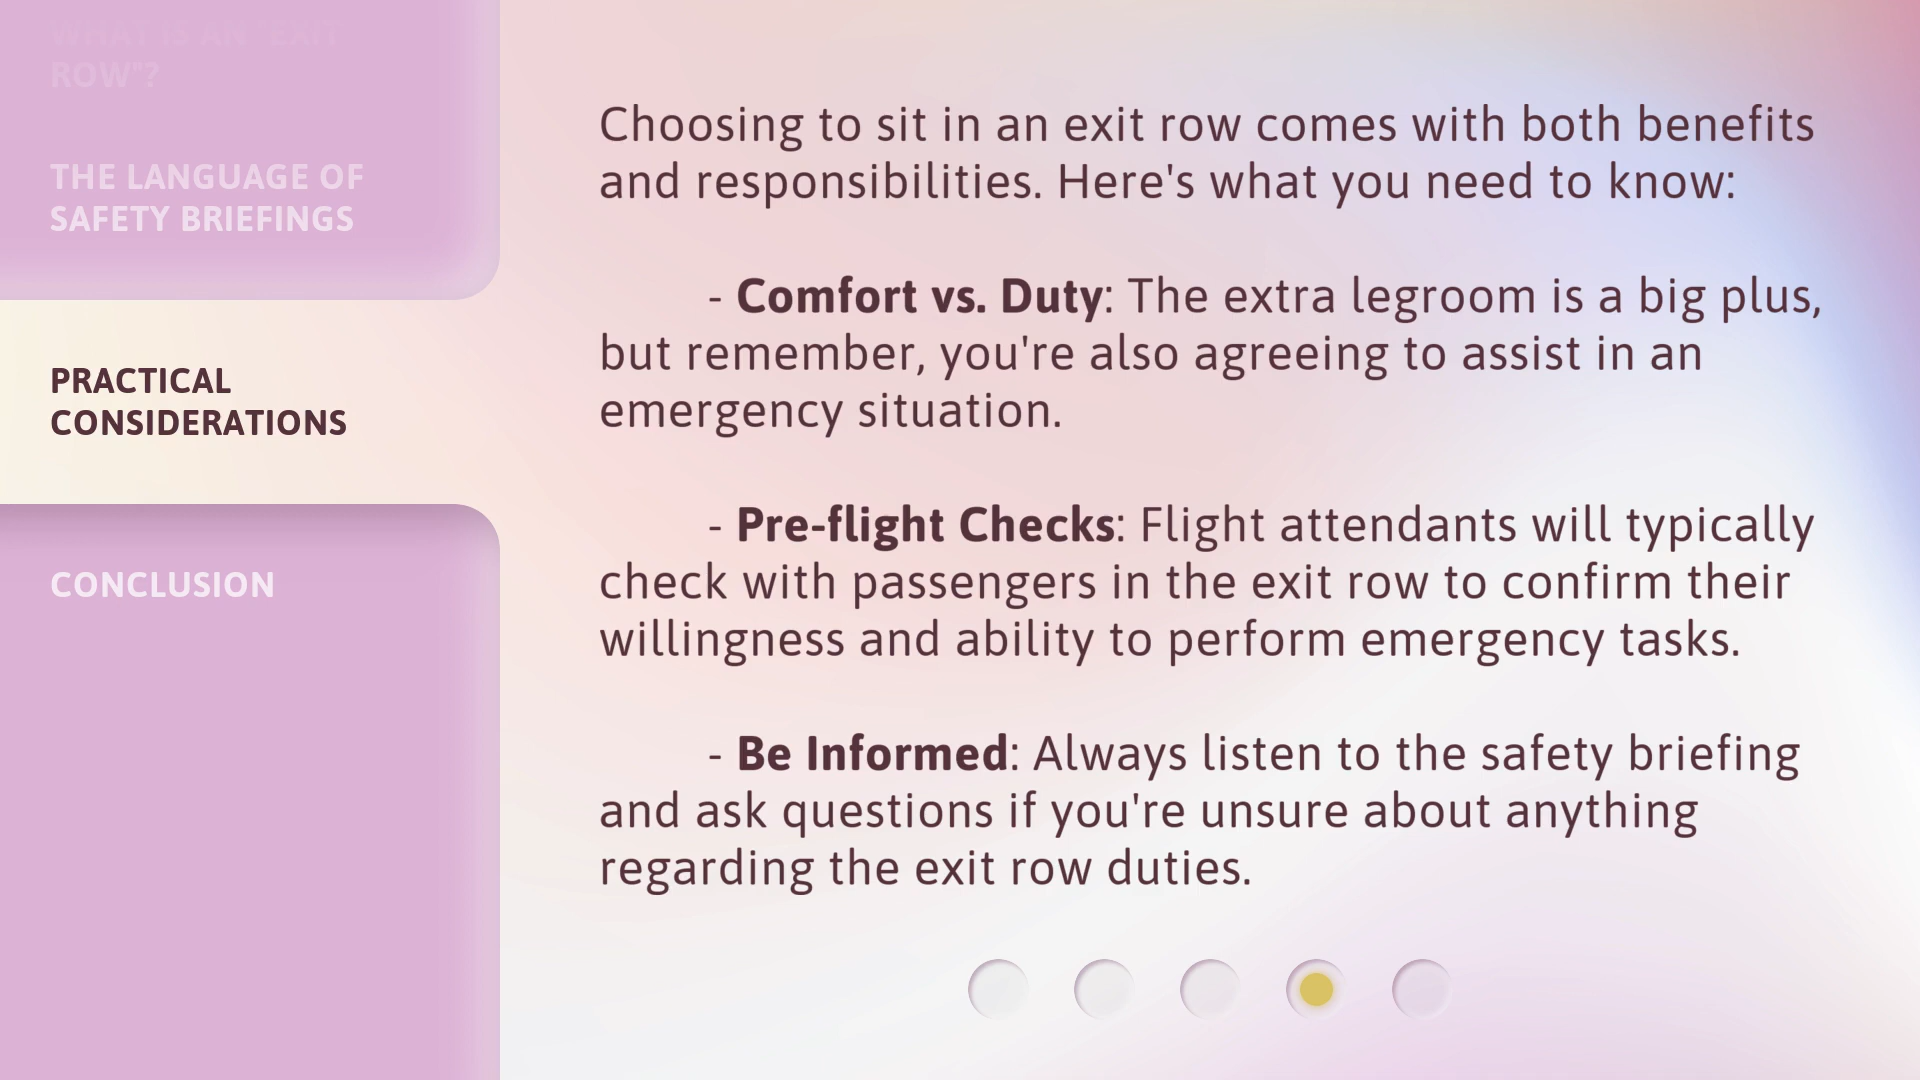 WHAT IS AN "EXIT
ROW"?
THE LANGUAGE OF
SAFETY BRIEFINGS
PRACTICAL
CONSIDERATIONS
CONCLUSION
Choosing to sit in an exit row comes with both benefits
and responsibilities. Here's what you need to know:
- Comfort vs. Duty: The extra legroom is a big plus,
but remember, you're also agreeing to assist in an
emergency situation.
- Pre-flight Checks: Flight attendants will typically
check with passengers in the exit row to confirm their
willingness and ability to perform emergency tasks.
- Be Informed: Always listen to the safety briefing
and ask questions if you're unsure about anything
regarding the exit row duties.